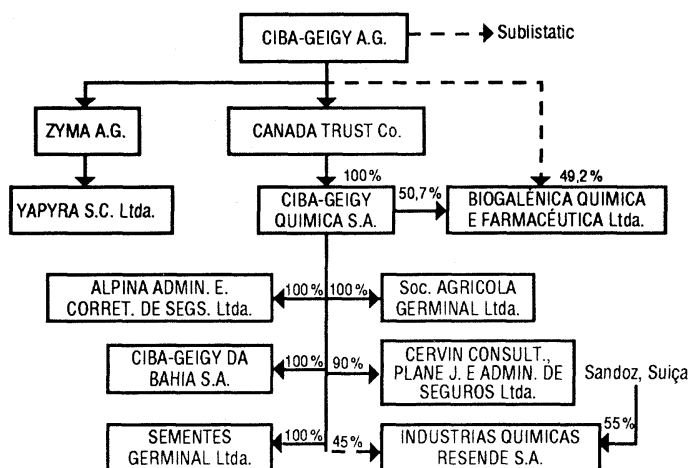 CIBA-GEIGY A.G.
Sublistatic
ZYMA A.G.
CANADA TRUST Co.
100%
49,2%
YAPYRA S.C. Ltda.
CIBA-GEIGY
QUIMICA S.A.
50,7%
BIOGALÉNICA QUIMICA
E FARMACÉUTICA Ltda.
ALPINA ADMIN. E.
CORRET. DE SEGS. Ltda.
100%
100%
Soc. AGRICOLA
GERMINAL Ltda.
CIBA-GEIGY DA
BAHIA S.A.
100%
90%
CERVIN CONSULT.,
PLANE J. E ADMIN. DE
SEGUROS Ltda.
Sandoz, Suiça
SEMENTES
GERMINAL Ltda.
100%
45%
INDUSTRIAS QUIMICAS
RESENDE S.A.
55%